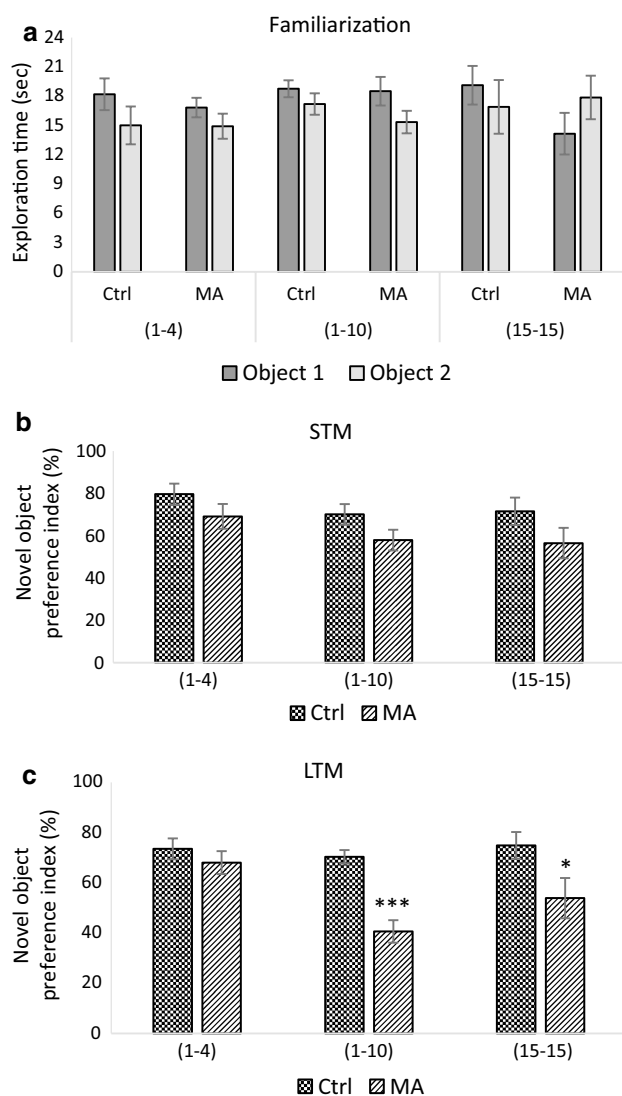 a
Familiarization
Exploration time (sec)
24
21
18
15
12
9
6
3
0
Ctrl MA Ctrl MA Ctrl MA
(1-4) (1-10) (15-15)
Object 1 Object 2
b
STM
Novel object
preference index (%)
100
80
60
40
20
0
(1-4) (1-10) (15-15)
Ctrl MA
c
LTM
Novel object
preference index (%)
100
80
60
40
20
0
*** *
(1-4) (1-10) (15-15)
Ctrl MA